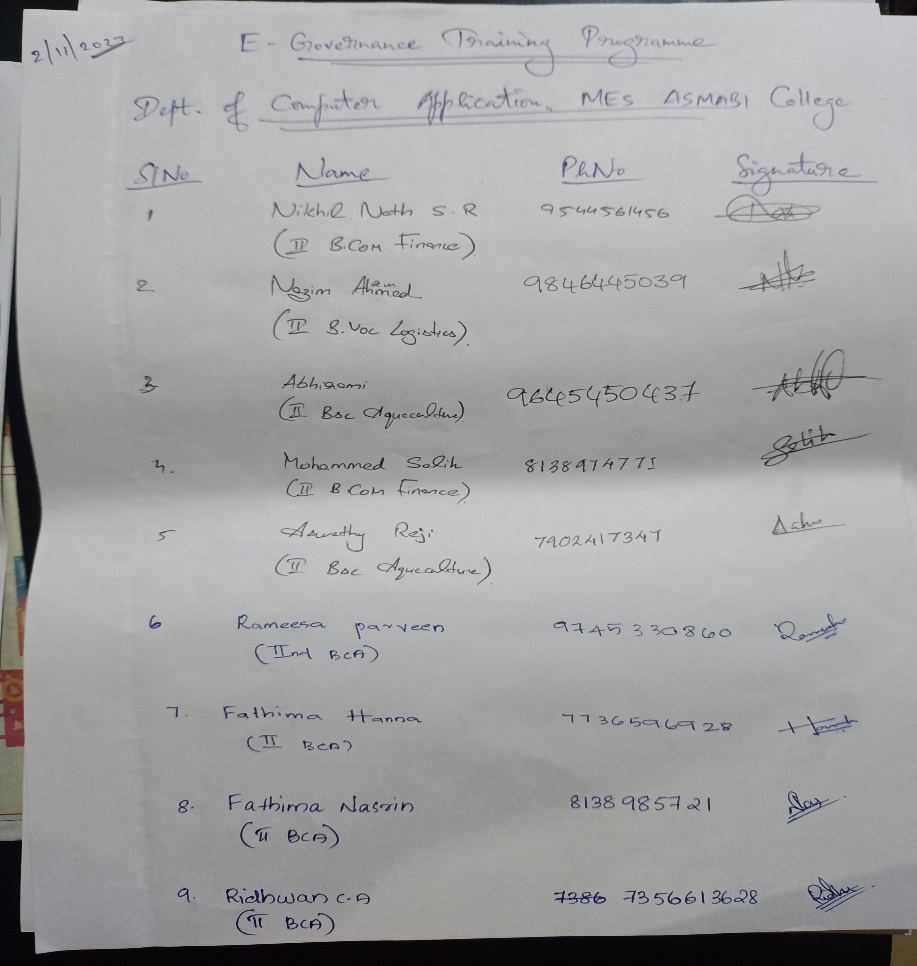 2/11/2023
E - Governance Training Programme
Dept. of Computer Application, MES ASMABI College
Sl No Name Ph No Signature
1 Nikhil Nath S. R 9544561456
(II B.Com Finance)
2 Nazim Ahmed 9846445039
(II B.Voc Logistics)
3 Abhirami 9645450437
(II Bsc Aquaculture)
4. Mohammed Salih 8138974771 Salih
(II B Com Finance)
5 Aswathy Reji 7902417347
(II Bsc Aquaculture)
6 Rameesa parveen 9745330860
(IInd BCA)
7. Fathima Hanna 7736596928
(II BCA)
8. Fathima Nasrin 8138985721
(II BCA)
9. Ridhwan C.A 7386 7356613628
(II BCA)